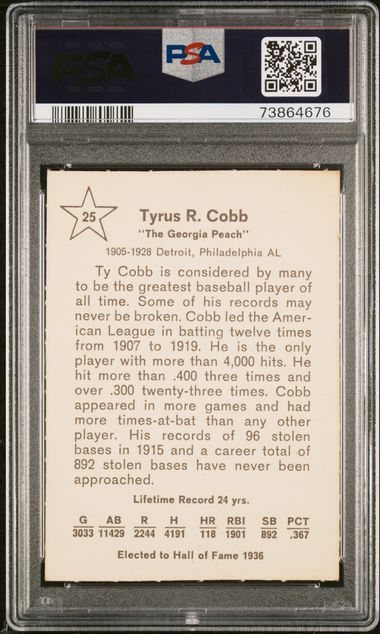 PSA
PSA
73864676
25
Tyrus R. Cobb
"The Georgia Peach"
1905-1928 Detroit, Philadelphia AL
Ty Cobb is considered by many
to be the greatest baseball player of
all time. Some of his records may
never be broken. Cobb led the Amer-
ican League in batting twelve times
from 1907 to 1919. He is the only
player with more than 4,000 hits. He
hit more than .400 three times and
over .300 twenty-three times. Cobb
appeared in more games and had
more times-at-bat than any other
player. His records of 96 stolen
bases in 1915 and a career total of
892 stolen bases have never been
approached.
Lifetime Record 24 yrs.
G AB R H HR RBI SB PCT
3033 11429 2244 4191 118 1901 892 .367
Elected to Hall of Fame 1936